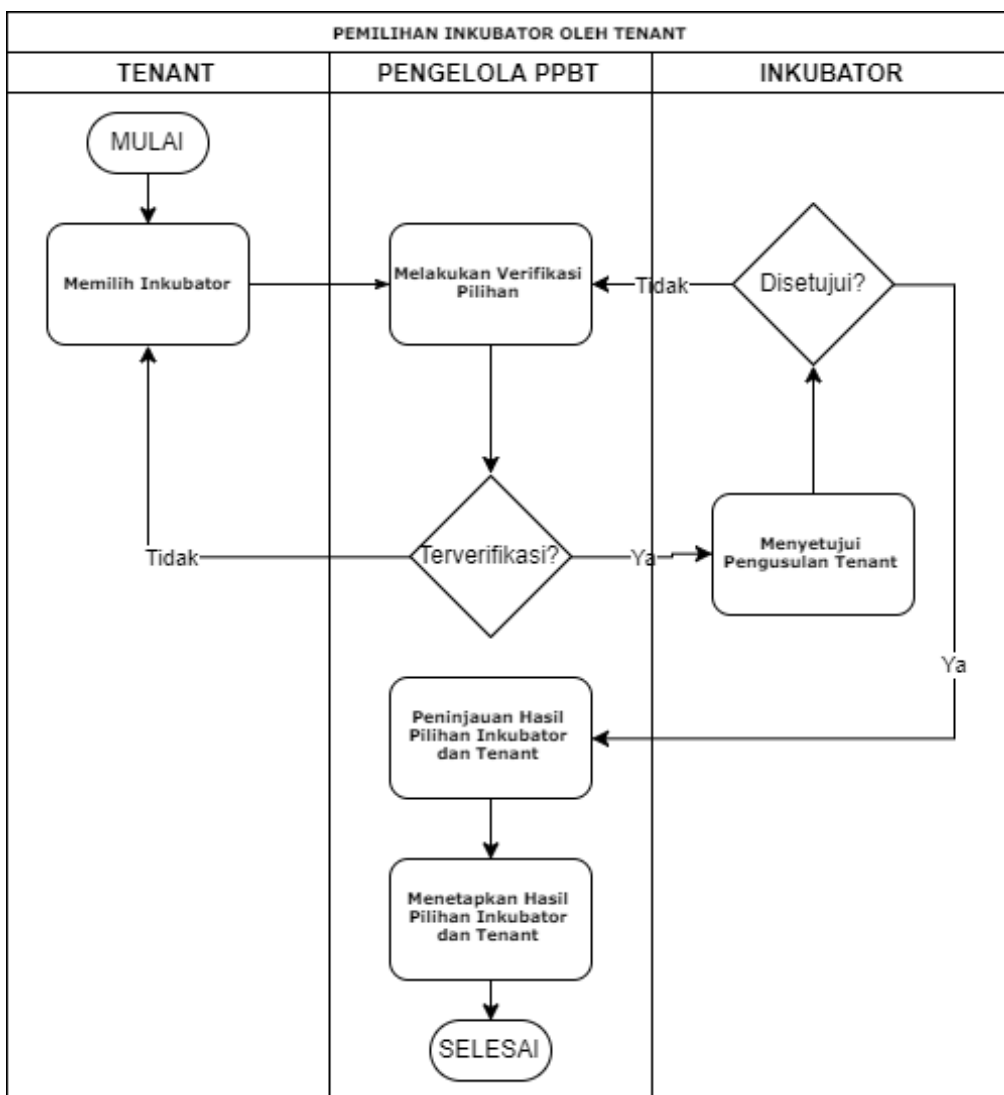 PEMILIHAN INKUBATOR OLEH TENANT
TENANT
PENGELOLA PPBT
INKUBATOR
MULAI
Memilih Inkubator
Melakukan Verifikasi
Pilihan
Tidak
Disetujui?
Tidak
Terverifikasi?
Ya
Menyetujui
Pengusulan Tenant
Ya
Peninjauan Hasil
Pilihan Inkubator
dan Tenant
Menetapkan Hasil
Pilihan Inkubator
dan Tenant
SELESAI